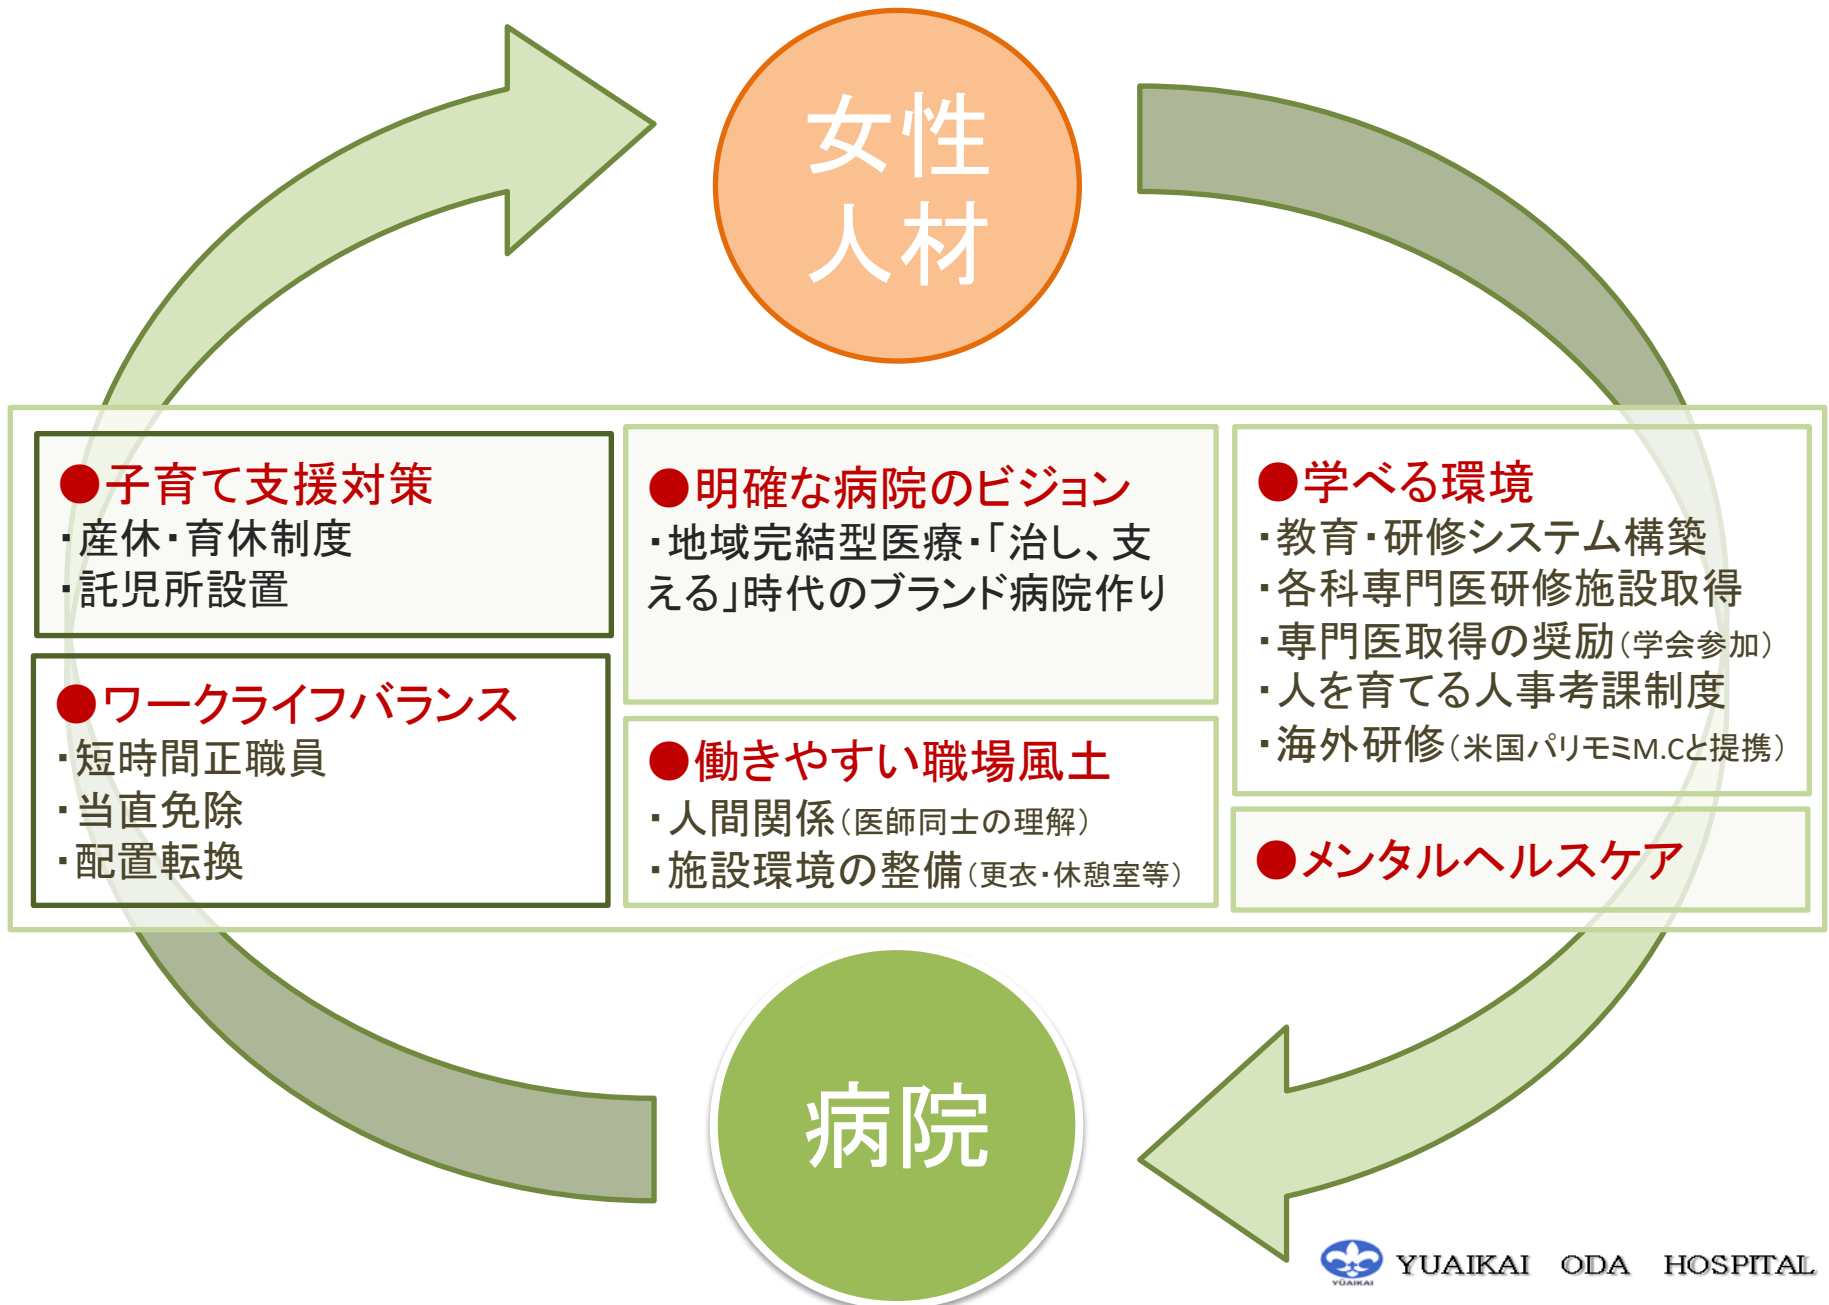 女性
人材
●子育て支援対策
・産休・育休制度
・託児所設置
●ワークライフバランス
・短時間正職員
・当直免除
・配置転換
●明確な病院のビジョン
・地域完結型医療・「治し、支
える」時代のブランド病院作り
●働きやすい職場風土
・人間関係（医師同士の理解）
・施設環境の整備（更衣・休憩室等）
●学べる環境
・教育・研修システム構築
・各科専門医研修施設取得
・専門医取得の奨励（学会参加）
・人を育てる人事考課制度
・海外研修（米国パリモミM.Cと提携）
●メンタルヘルスケア
病院
YUAIKAI
YUAIKAI ODA HOSPITAL